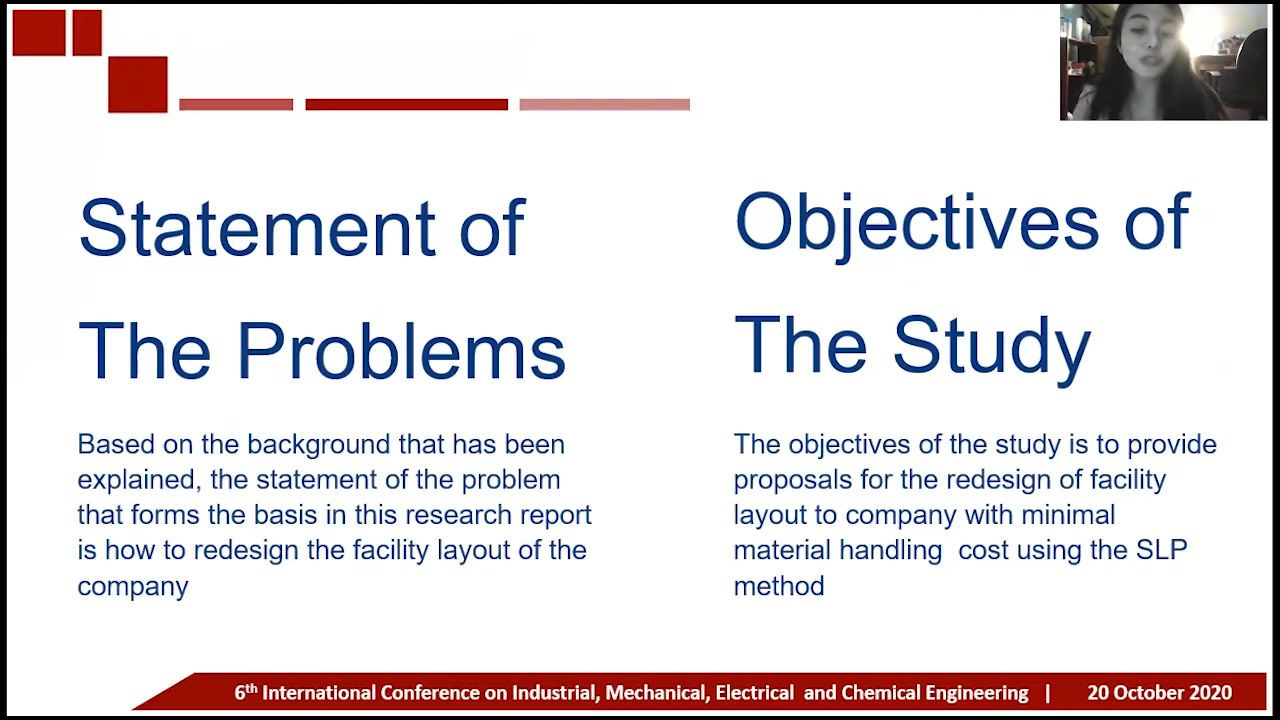 Statement of
The Problems
Based on the background that has been
explained, the statement of the problem
that forms the basis in this research report
is how to redesign the facility layout of the
company
Objectives of
The Study
The objectives of the study is to provide
proposals for the redesign of facility
layout to company with minimal
material handling  cost using the SLP
method
6th International Conference on Industrial, Mechanical, Electrical  and Chemical Engineering   |   20 October 2020